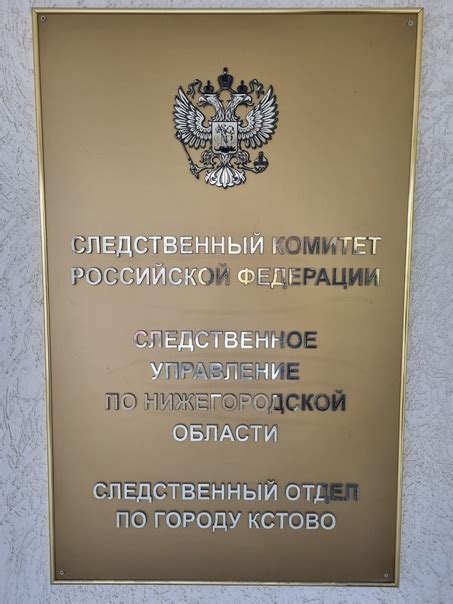 СЛЕДСТВЕННЫЙ КОМИТЕТ
РОССИЙСКОЙ ФЕДЕРАЦИИ
СЛЕДСТВЕННОЕ
УПРАВЛЕНИЕ
ПО НИЖЕГОРОДСКОЙ
ОБЛАСТИ
СЛЕДСТВЕННЫЙ ОТДЕЛ
ПО ГОРОДУ КСТОВО